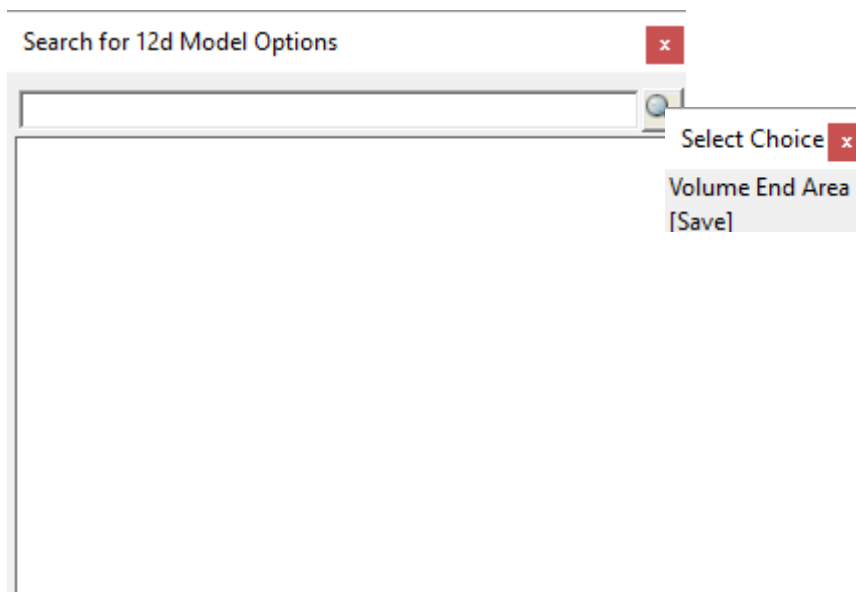 Search for 12d Model Options
x
Select Choice x
Volume End Area
[Save]